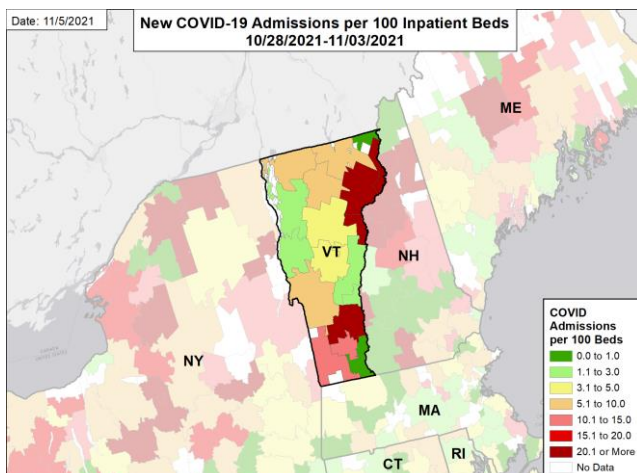 Date: 11/5/2021
New COVID-19 Admissions per 100 Inpatient Beds
10/28/2021-11/03/2021
ME
VT
NH
NY
MA
CT
RI
COVID
Admissions
per 100 Beds
0.0 to 1.0
1.1 to 3.0
3.1 to 5.0
5.1 to 10.0
10.1 to 15.0
15.1 to 20.0
20.1 or More
No Data